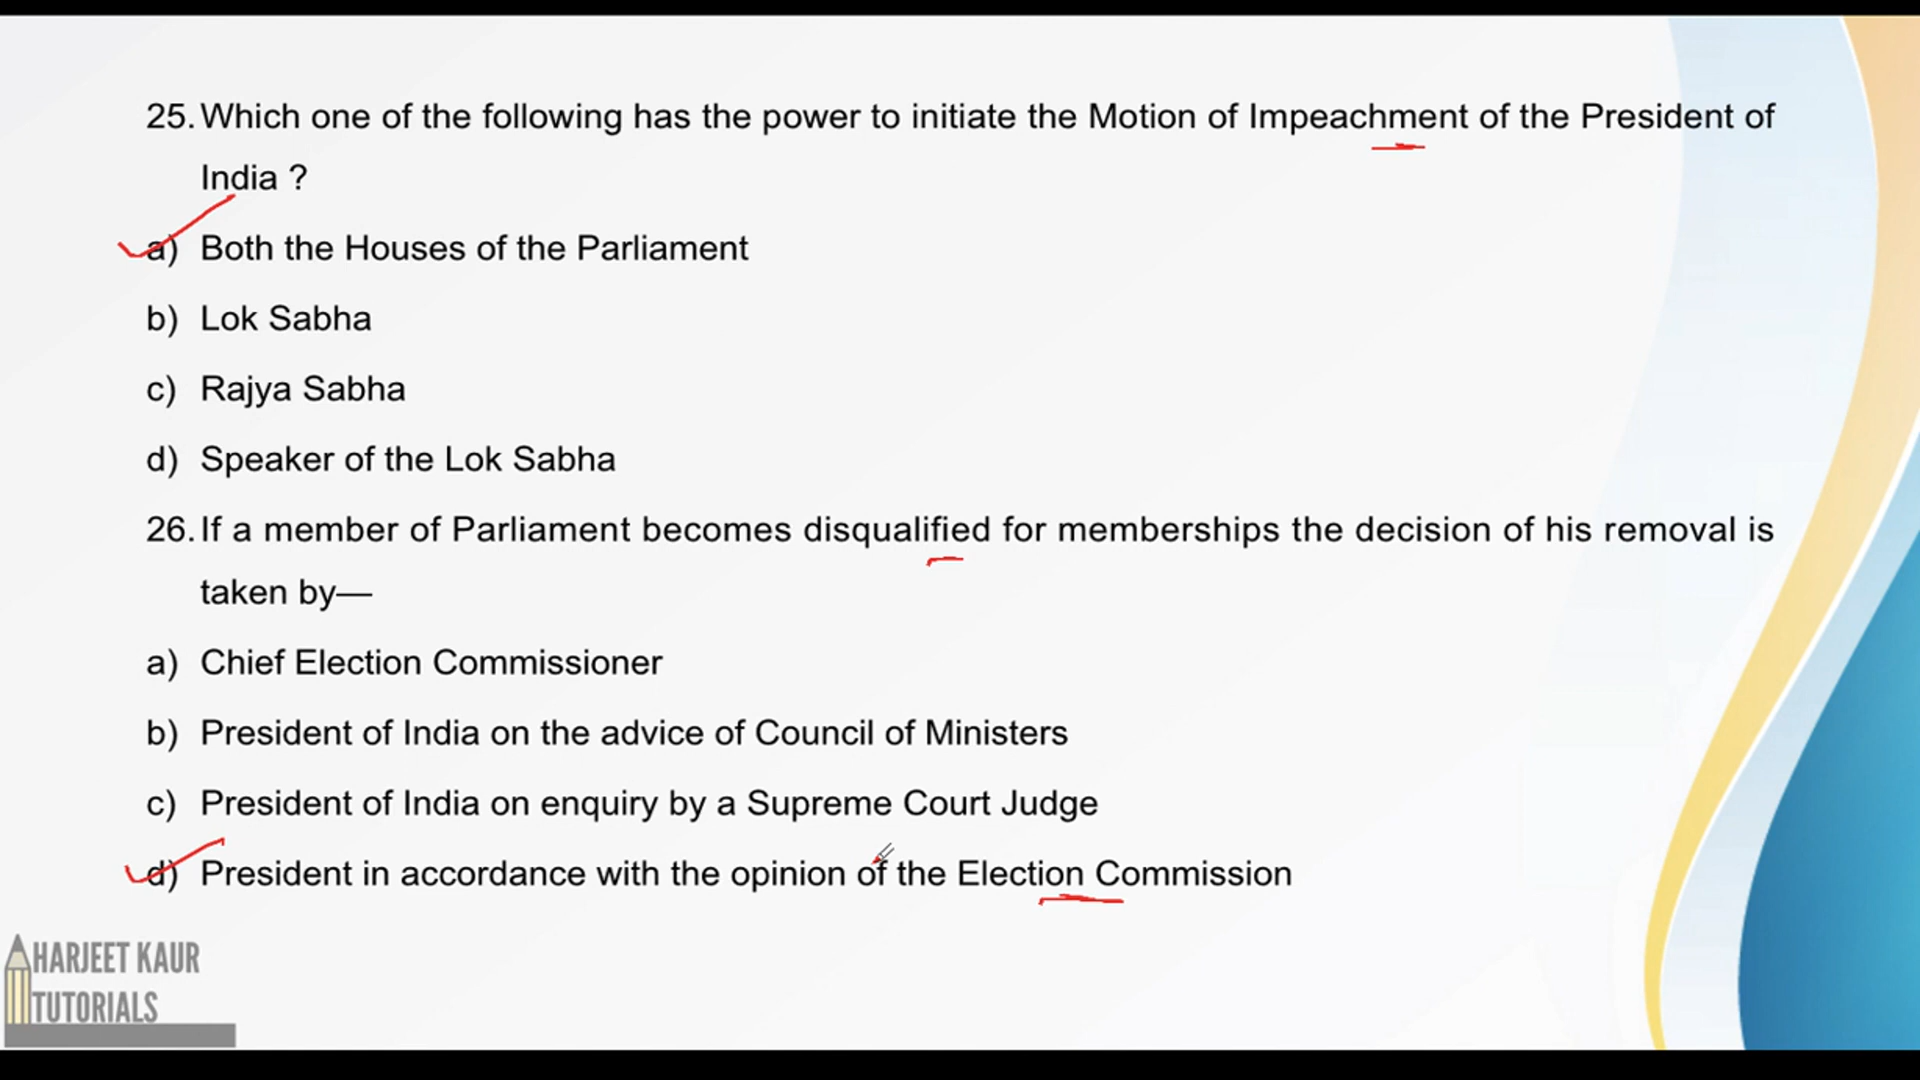 25. Which one of the following has the power to initiate the Motion of Impeachment of the President of
India ?
a) Both the Houses of the Parliament
b) Lok Sabha
c) Rajya Sabha
d) Speaker of the Lok Sabha
26. If a member of Parliament becomes disqualified for memberships the decision of his removal is
taken by—
a) Chief Election Commissioner
b) President of India on the advice of Council of Ministers
c) President of India on enquiry by a Supreme Court Judge
d) President in accordance with the opinion of the Election Commission
HARJEET KAUR
TUTORIALS